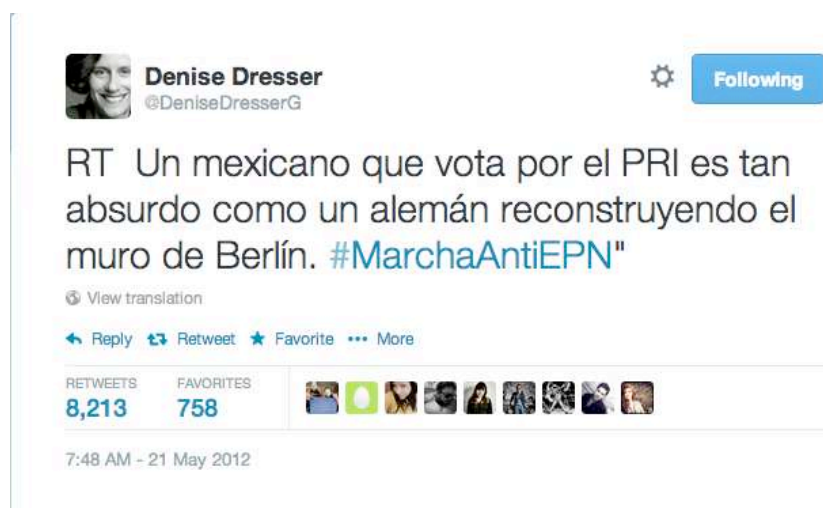 Denise Dresser
Following
@DeniseDresserG
RT Un mexicano que vota por el PRI es tan
absurdo como un alemán reconstruyendo el
muro de Berlín. #MarchaAntiEPN"
View translation
Reply Retweet Favorite More
RETWEETS FAVORITES
8,213 758
7:48 AM - 21 May 2012